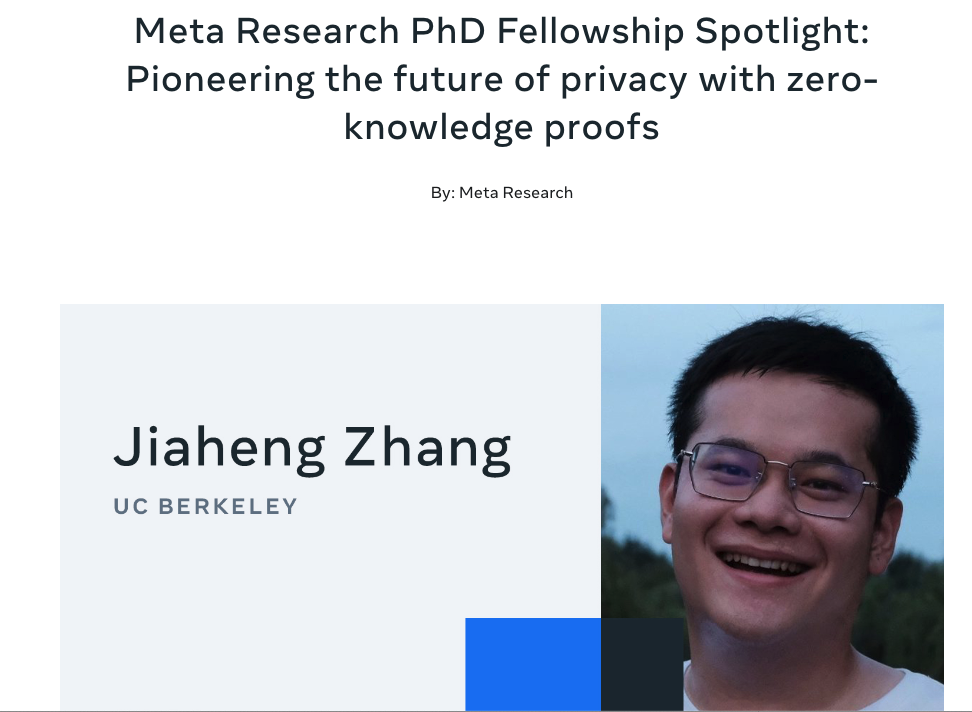 Meta Research PhD Fellowship Spotlight:
Pioneering the future of privacy with zero-
knowledge proofs
By: Meta Research
Jiaheng Zhang
UC BERKELEY